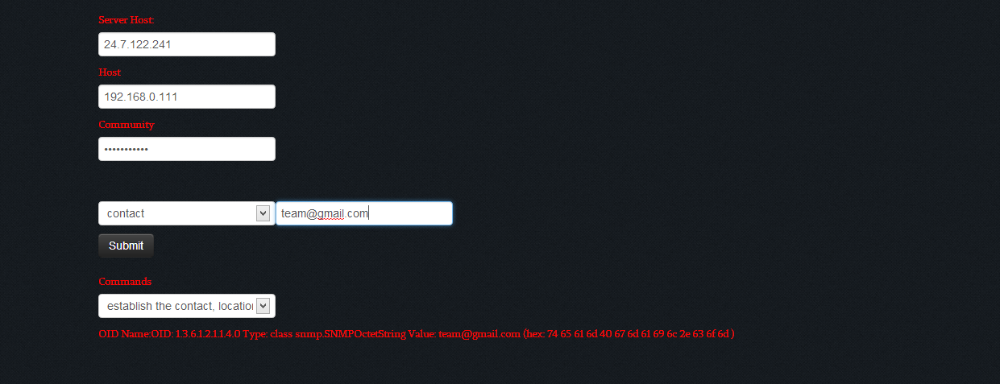 Server Host:
24.7.122.241
Host
192.168.0.111
Community
•••••••••••
contact team@gmail.com
Submit
Commands
establish the contact, location
OID Name:OID: 1.3.6.1.2.1.1.4.0 Type: class snmp.SNMPOctetString Value: team@gmail.com (hex: 74 65 61 6d 40 67 6d 61 69 6c 2e 63 6f 6d )